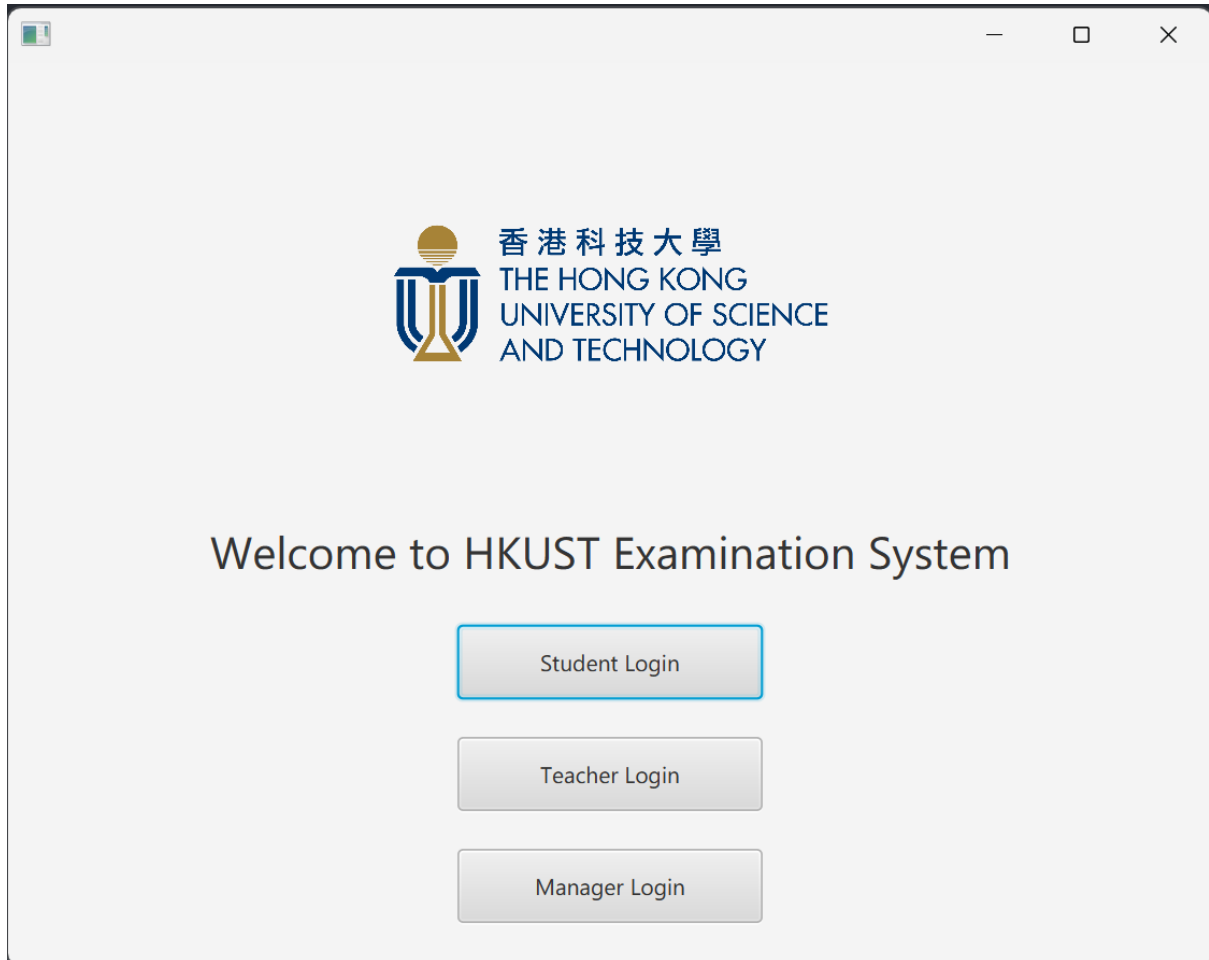 香港科技大學
THE HONG KONG
UNIVERSITY OF SCIENCE
AND TECHNOLOGY
Welcome to HKUST Examination System
Student Login
Teacher Login
Manager Login